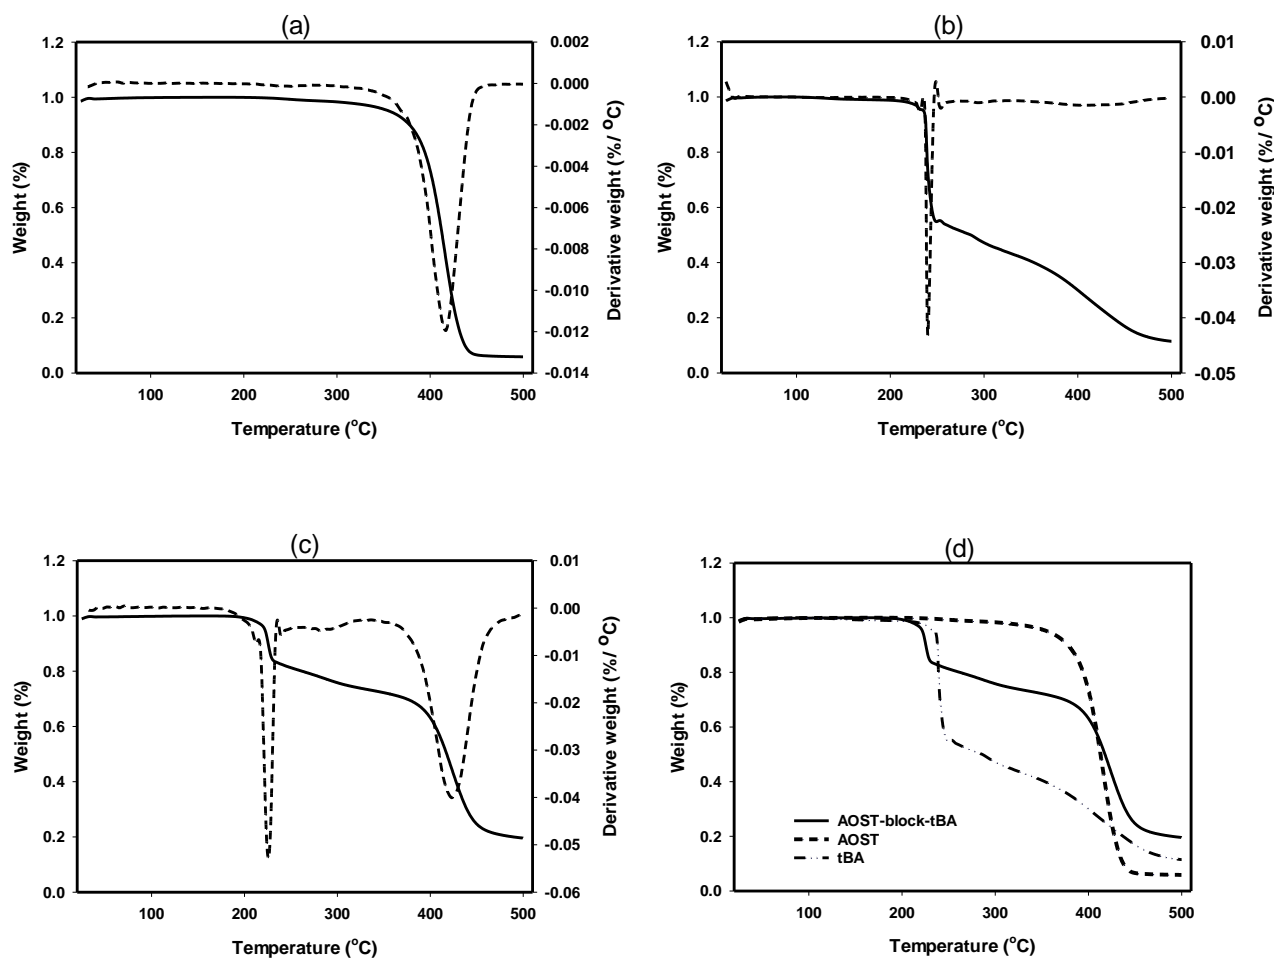 (a)
1.2
1.0
0.8
0.6
0.4
0.2
0.0
Weight (%)
0.002
0.000
-0.002
-0.004
-0.006
-0.008
-0.010
-0.012
-0.014
Derivative weight (%/ °C)
100 200 300 400 500
Temperature (°C)
(b)
1.2
1.0
0.8
0.6
0.4
0.2
0.0
Weight (%)
0.01
0.00
-0.01
-0.02
-0.03
-0.04
-0.05
Derivative weight (%/ °C)
100 200 300 400 500
Temperature (°C)
(c)
1.2
1.0
0.8
0.6
0.4
0.2
0.0
Weight (%)
0.01
0.00
-0.01
-0.02
-0.03
-0.04
-0.05
-0.06
Derivative weight (%/ °C)
100 200 300 400 500
Temperature (°C)
(d)
1.2
1.0
0.8
0.6
0.4
0.2
0.0
Weight (%)
AOST-block-tBA
AOST
tBA
100 200 300 400 500
Temperature (°C)